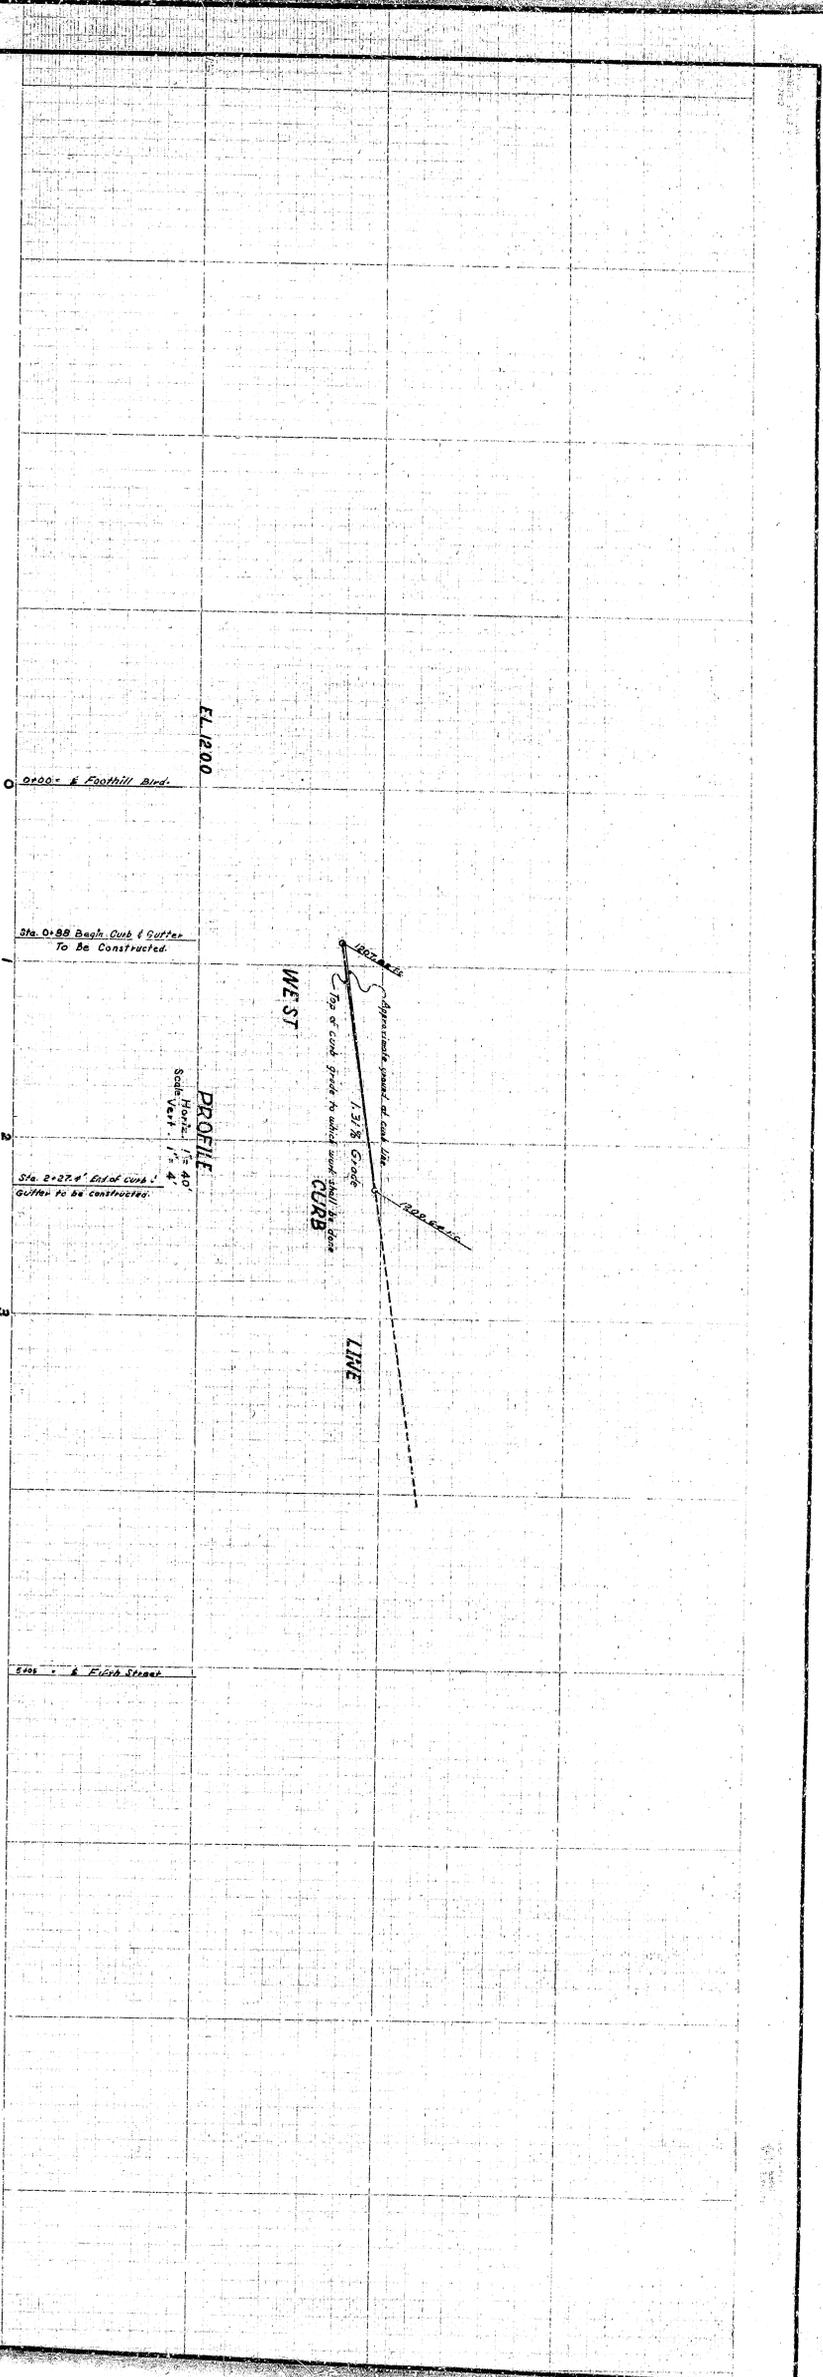 EL. 1200
0
0+00 = ℄ Foothill Blvd.
Sta. 0+88 Begin Curb & Gutter
To Be Constructed.
1
Approximate ground at curb line
Top of curb grade to which work shall be done
1.31% Grade
WEST
CURB
LINE
PROFILE
Scale Horiz. 1"= 40'
Vert. 1"= 4'
2
Sta. 2+27.4' End of Curb &
Gutter to be constructed.
3
5+05 = ℄ Fifth Street